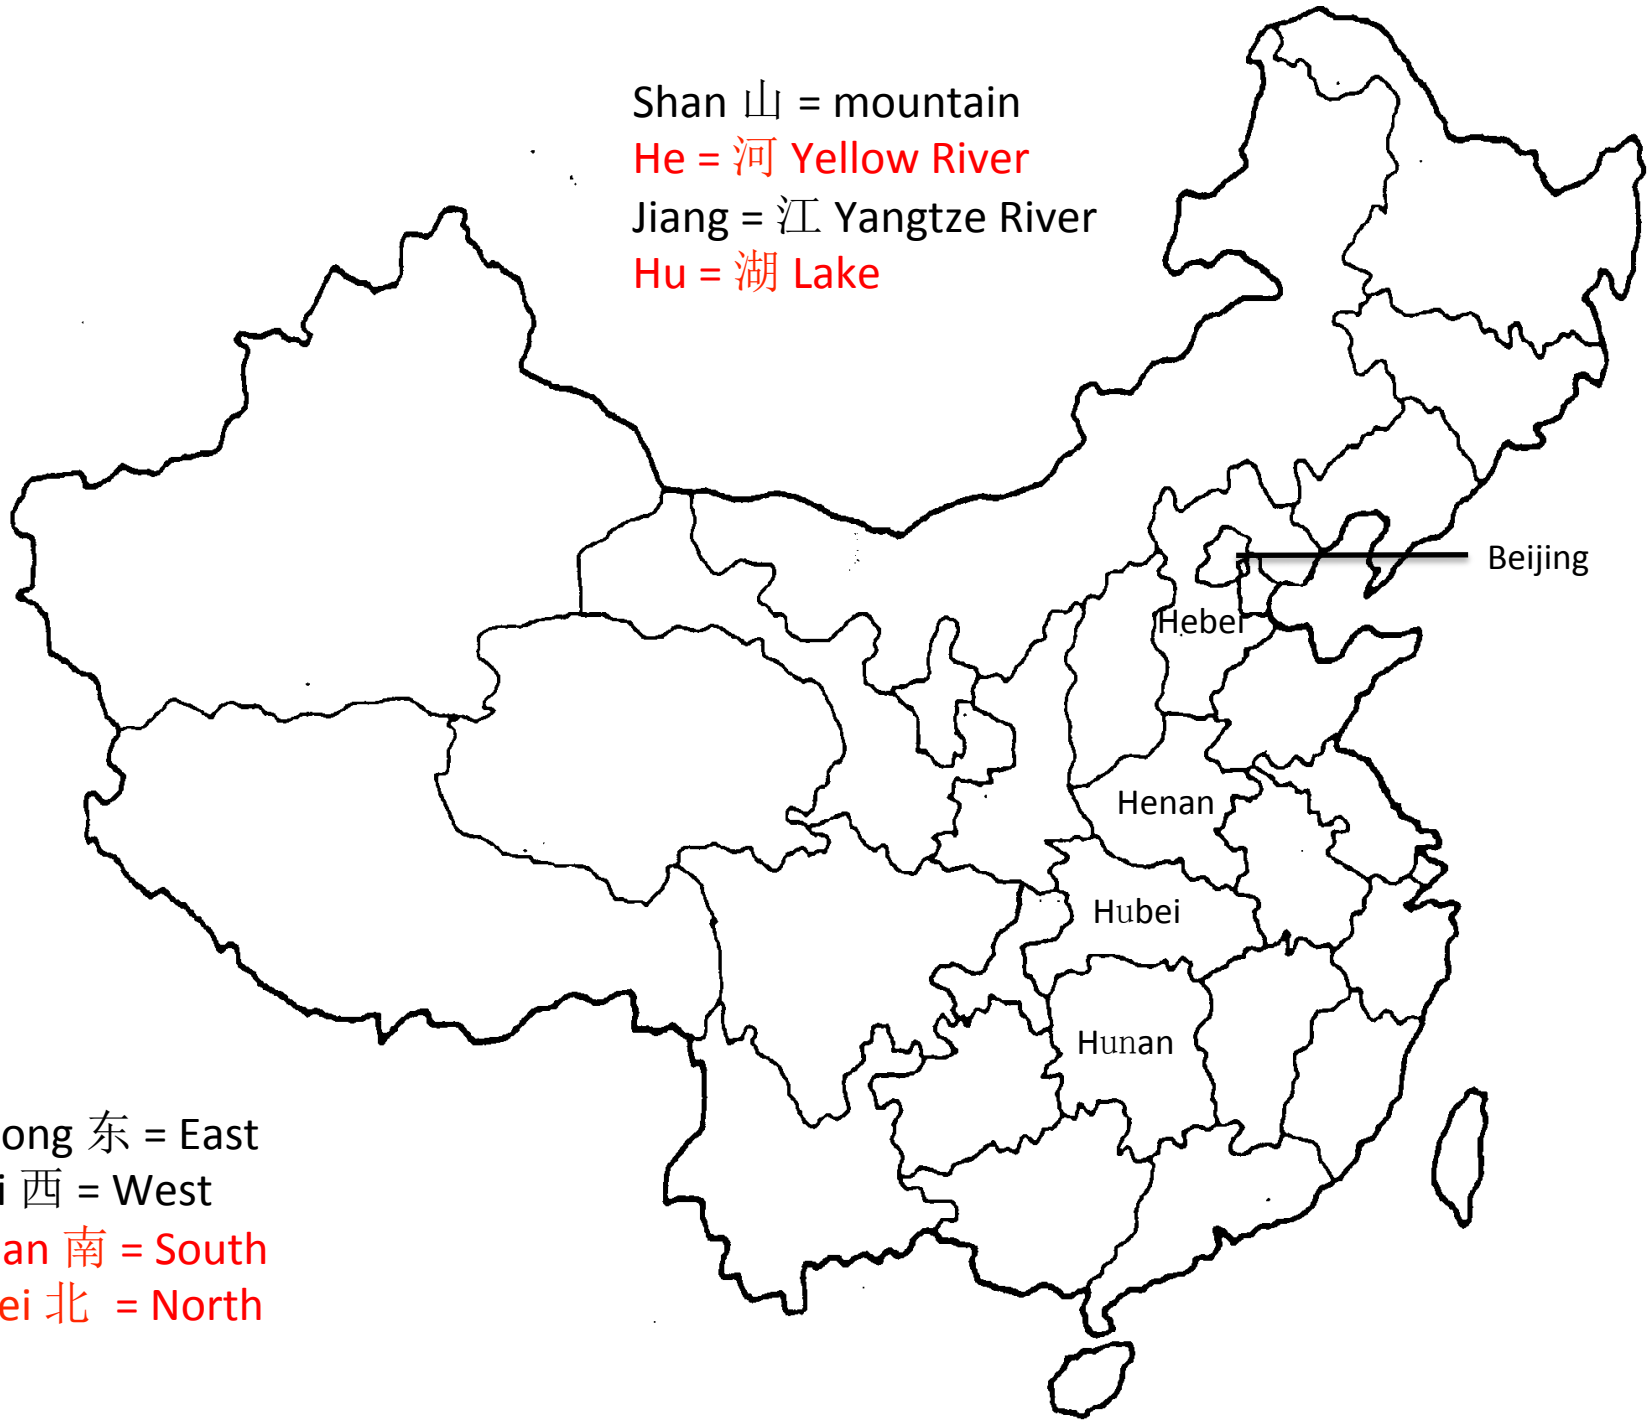 Shan 山 = mountain
He = 河 Yellow River
Jiang = 江 Yangtze River
Hu = 湖 Lake
Beijing
Hebei
Henan
Hubei
Hunan
ong 东 = East
i 西 = West
an 南 = South
ei 北 = North